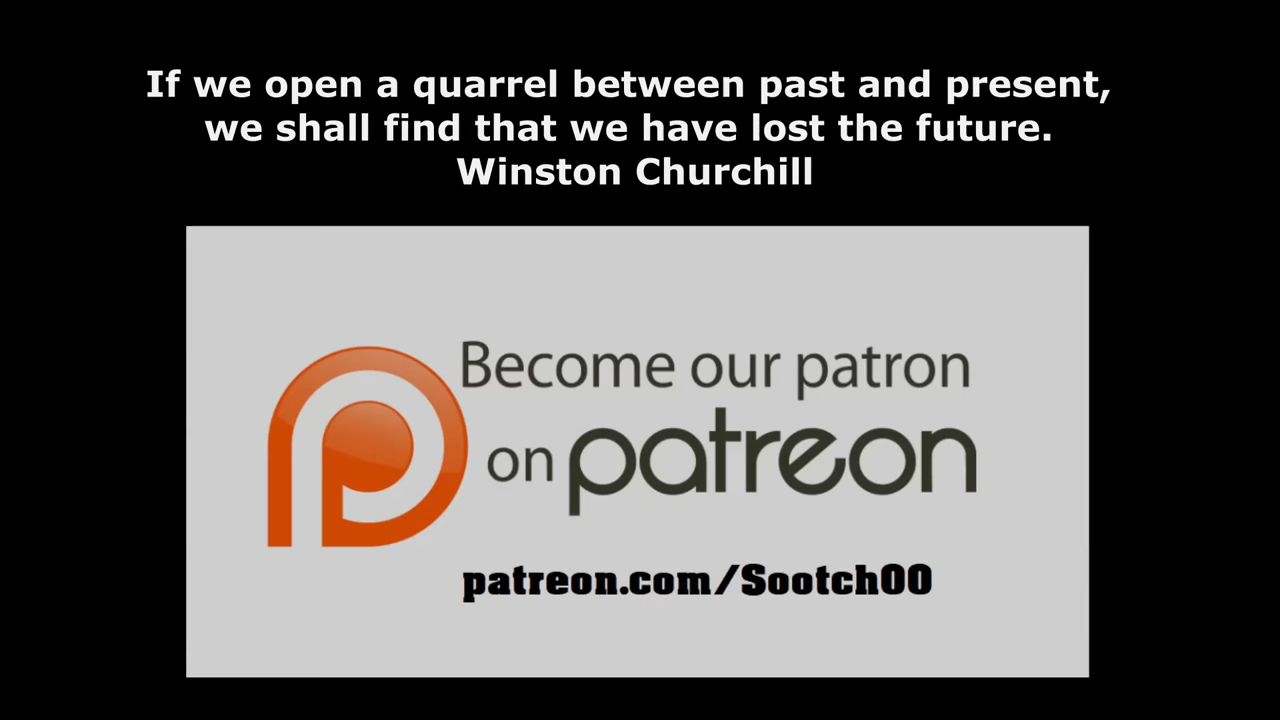 If we open a quarrel between past and present,
we shall find that we have lost the future.
Winston Churchill
Become our patron
on patreon
patreon.com/Sootch00